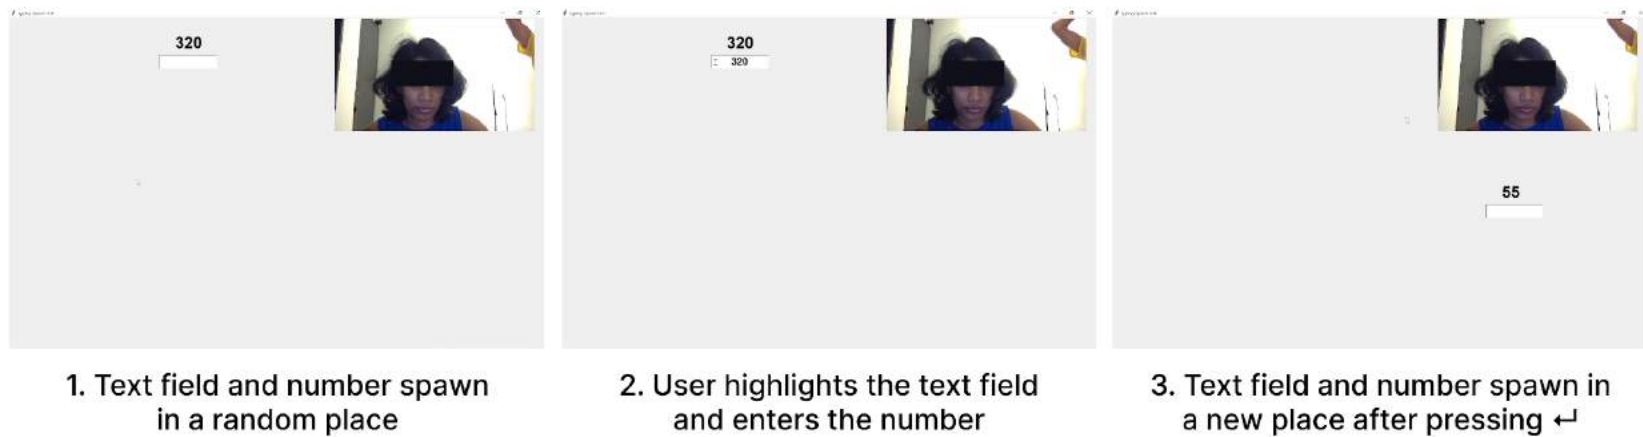 320
320
320
55
1. Text field and number spawn
in a random place
2. User highlights the text field
and enters the number
3. Text field and number spawn in
a new place after pressing ↵